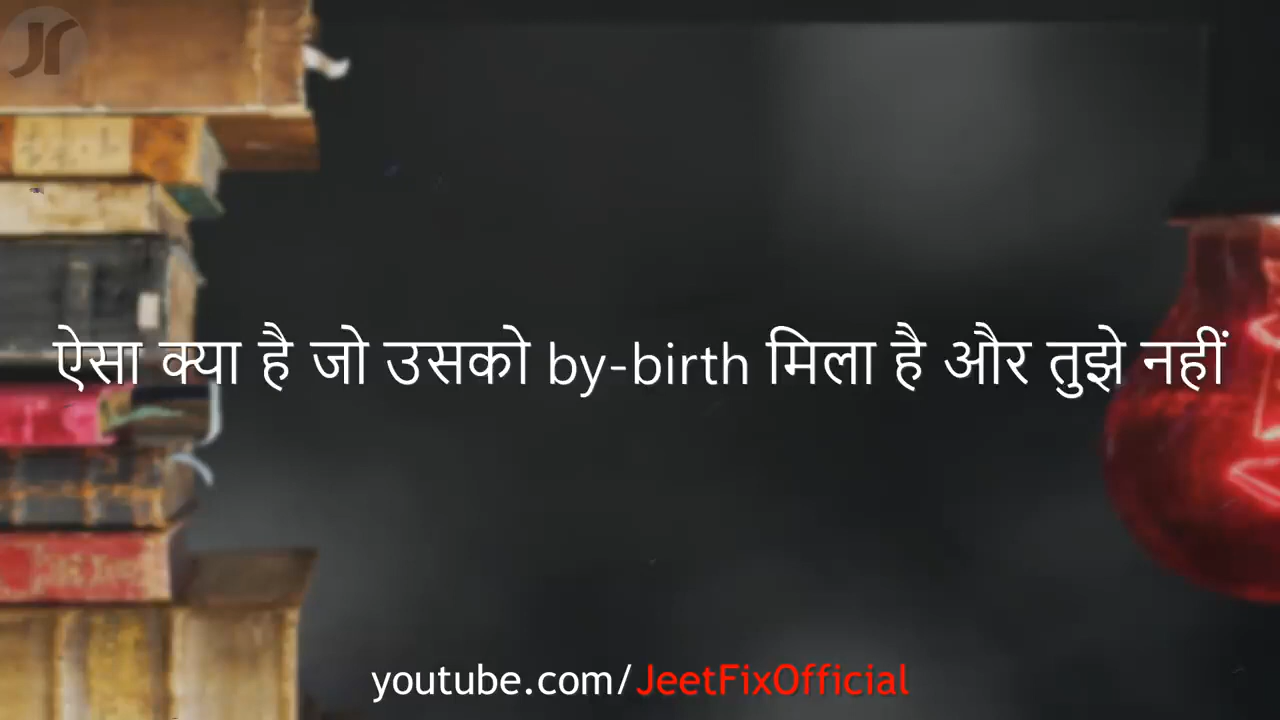 ऐसा क्या है जो उसको by-birth मिला है और तुझे नहीं
youtube.com/JeetFixOfficial